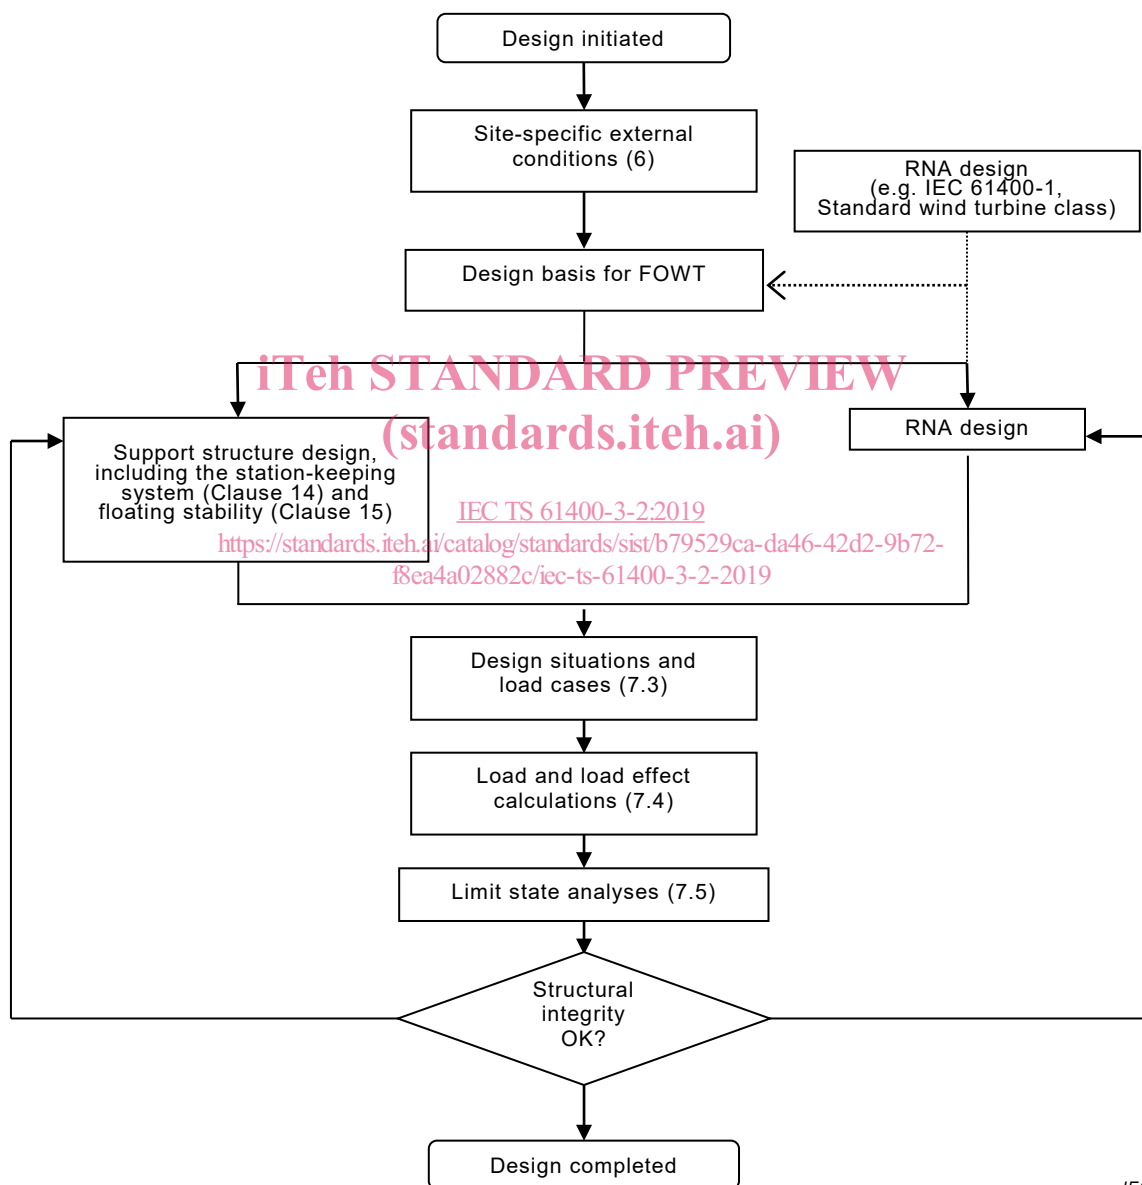 Design initiated
Site-specific external
conditions (6)
RNA design
(e.g. IEC 61400-1,
Standard wind turbine class)
Design basis for FOWT
iTeh STANDARD PREVIEW
(standards.iteh.ai)
RNA design
Support structure design,
including the station-keeping
system (Clause 14) and
floating stability (Clause 15)
IEC TS 61400-3-2:2019
https://standards.iteh.ai/catalog/standards/sist/b79529ca-da46-42d2-9b72-
f8ea4a02882c/iec-ts-61400-3-2-2019
Design situations and
load cases (7.3)
Load and load effect
calculations (7.4)
Limit state analyses (7.5)
Structural
integrity
OK?
Design completed